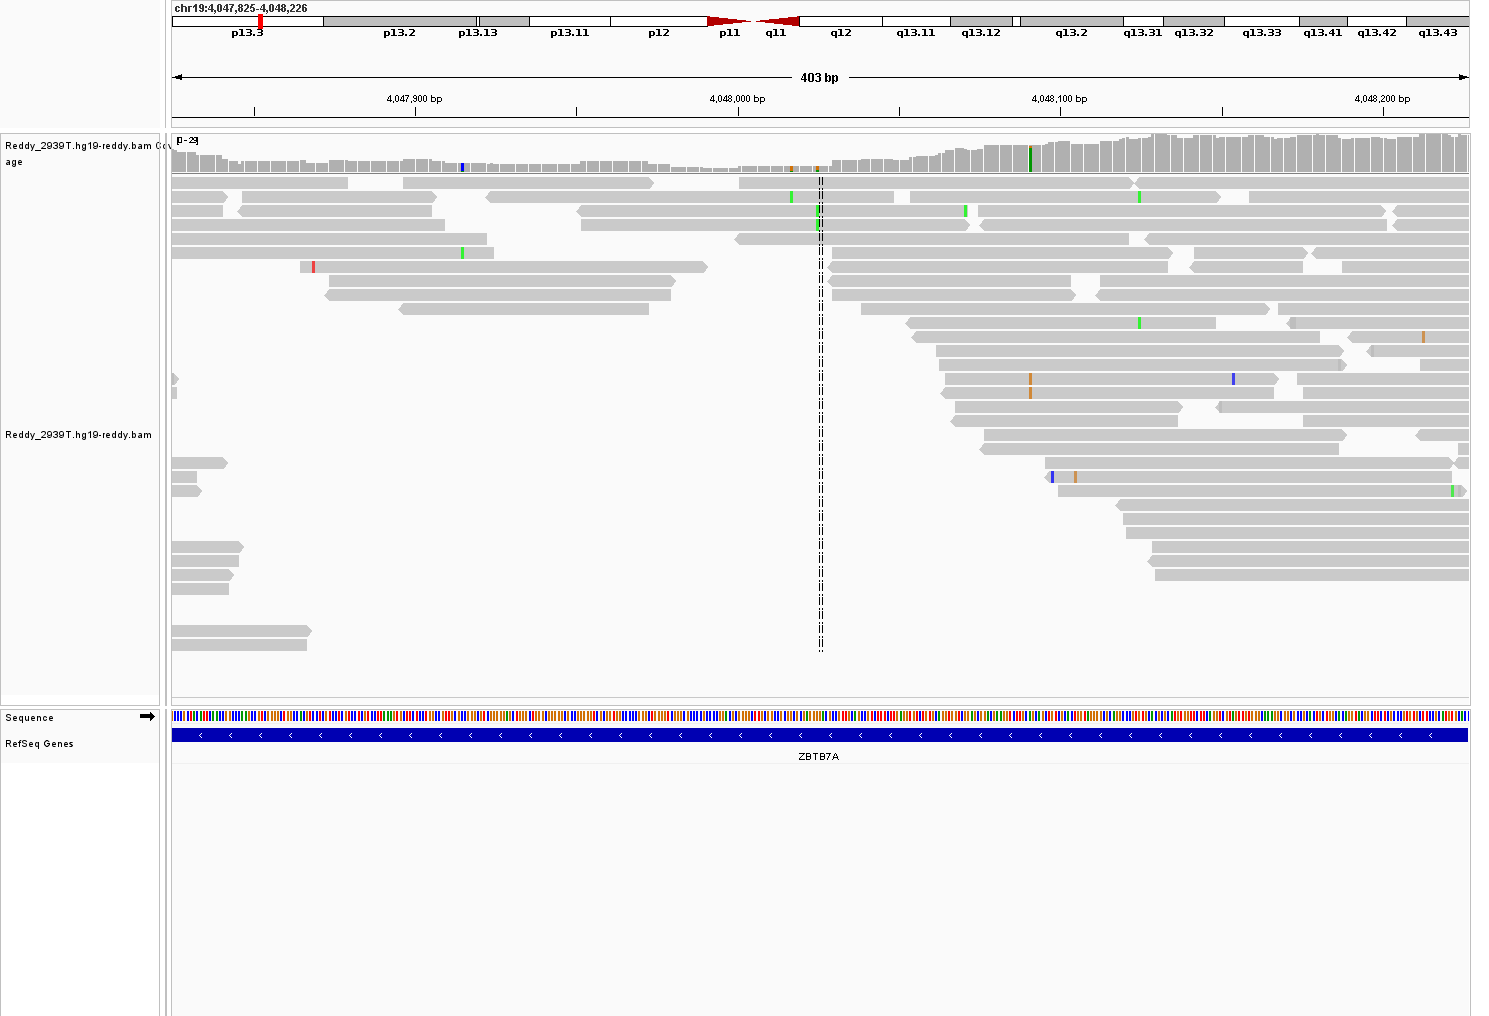 chr19:4,047,825-4,048,226
p13.3 p13.2 p13.13 p13.11 p12 p11 q11 q12 q13.11 q13.12 q13.2 q13.31 q13.32 q13.33 q13.41 q13.42 q13.43
403 bp
4,047,900 bp 4,048,000 bp 4,048,100 bp 4,048,200 bp
[0 - 29]
Reddy_2939T.hg19-reddy.bam Cov
age
Reddy_2939T.hg19-reddy.bam
Sequence
RefSeq Genes
ZBTB7A